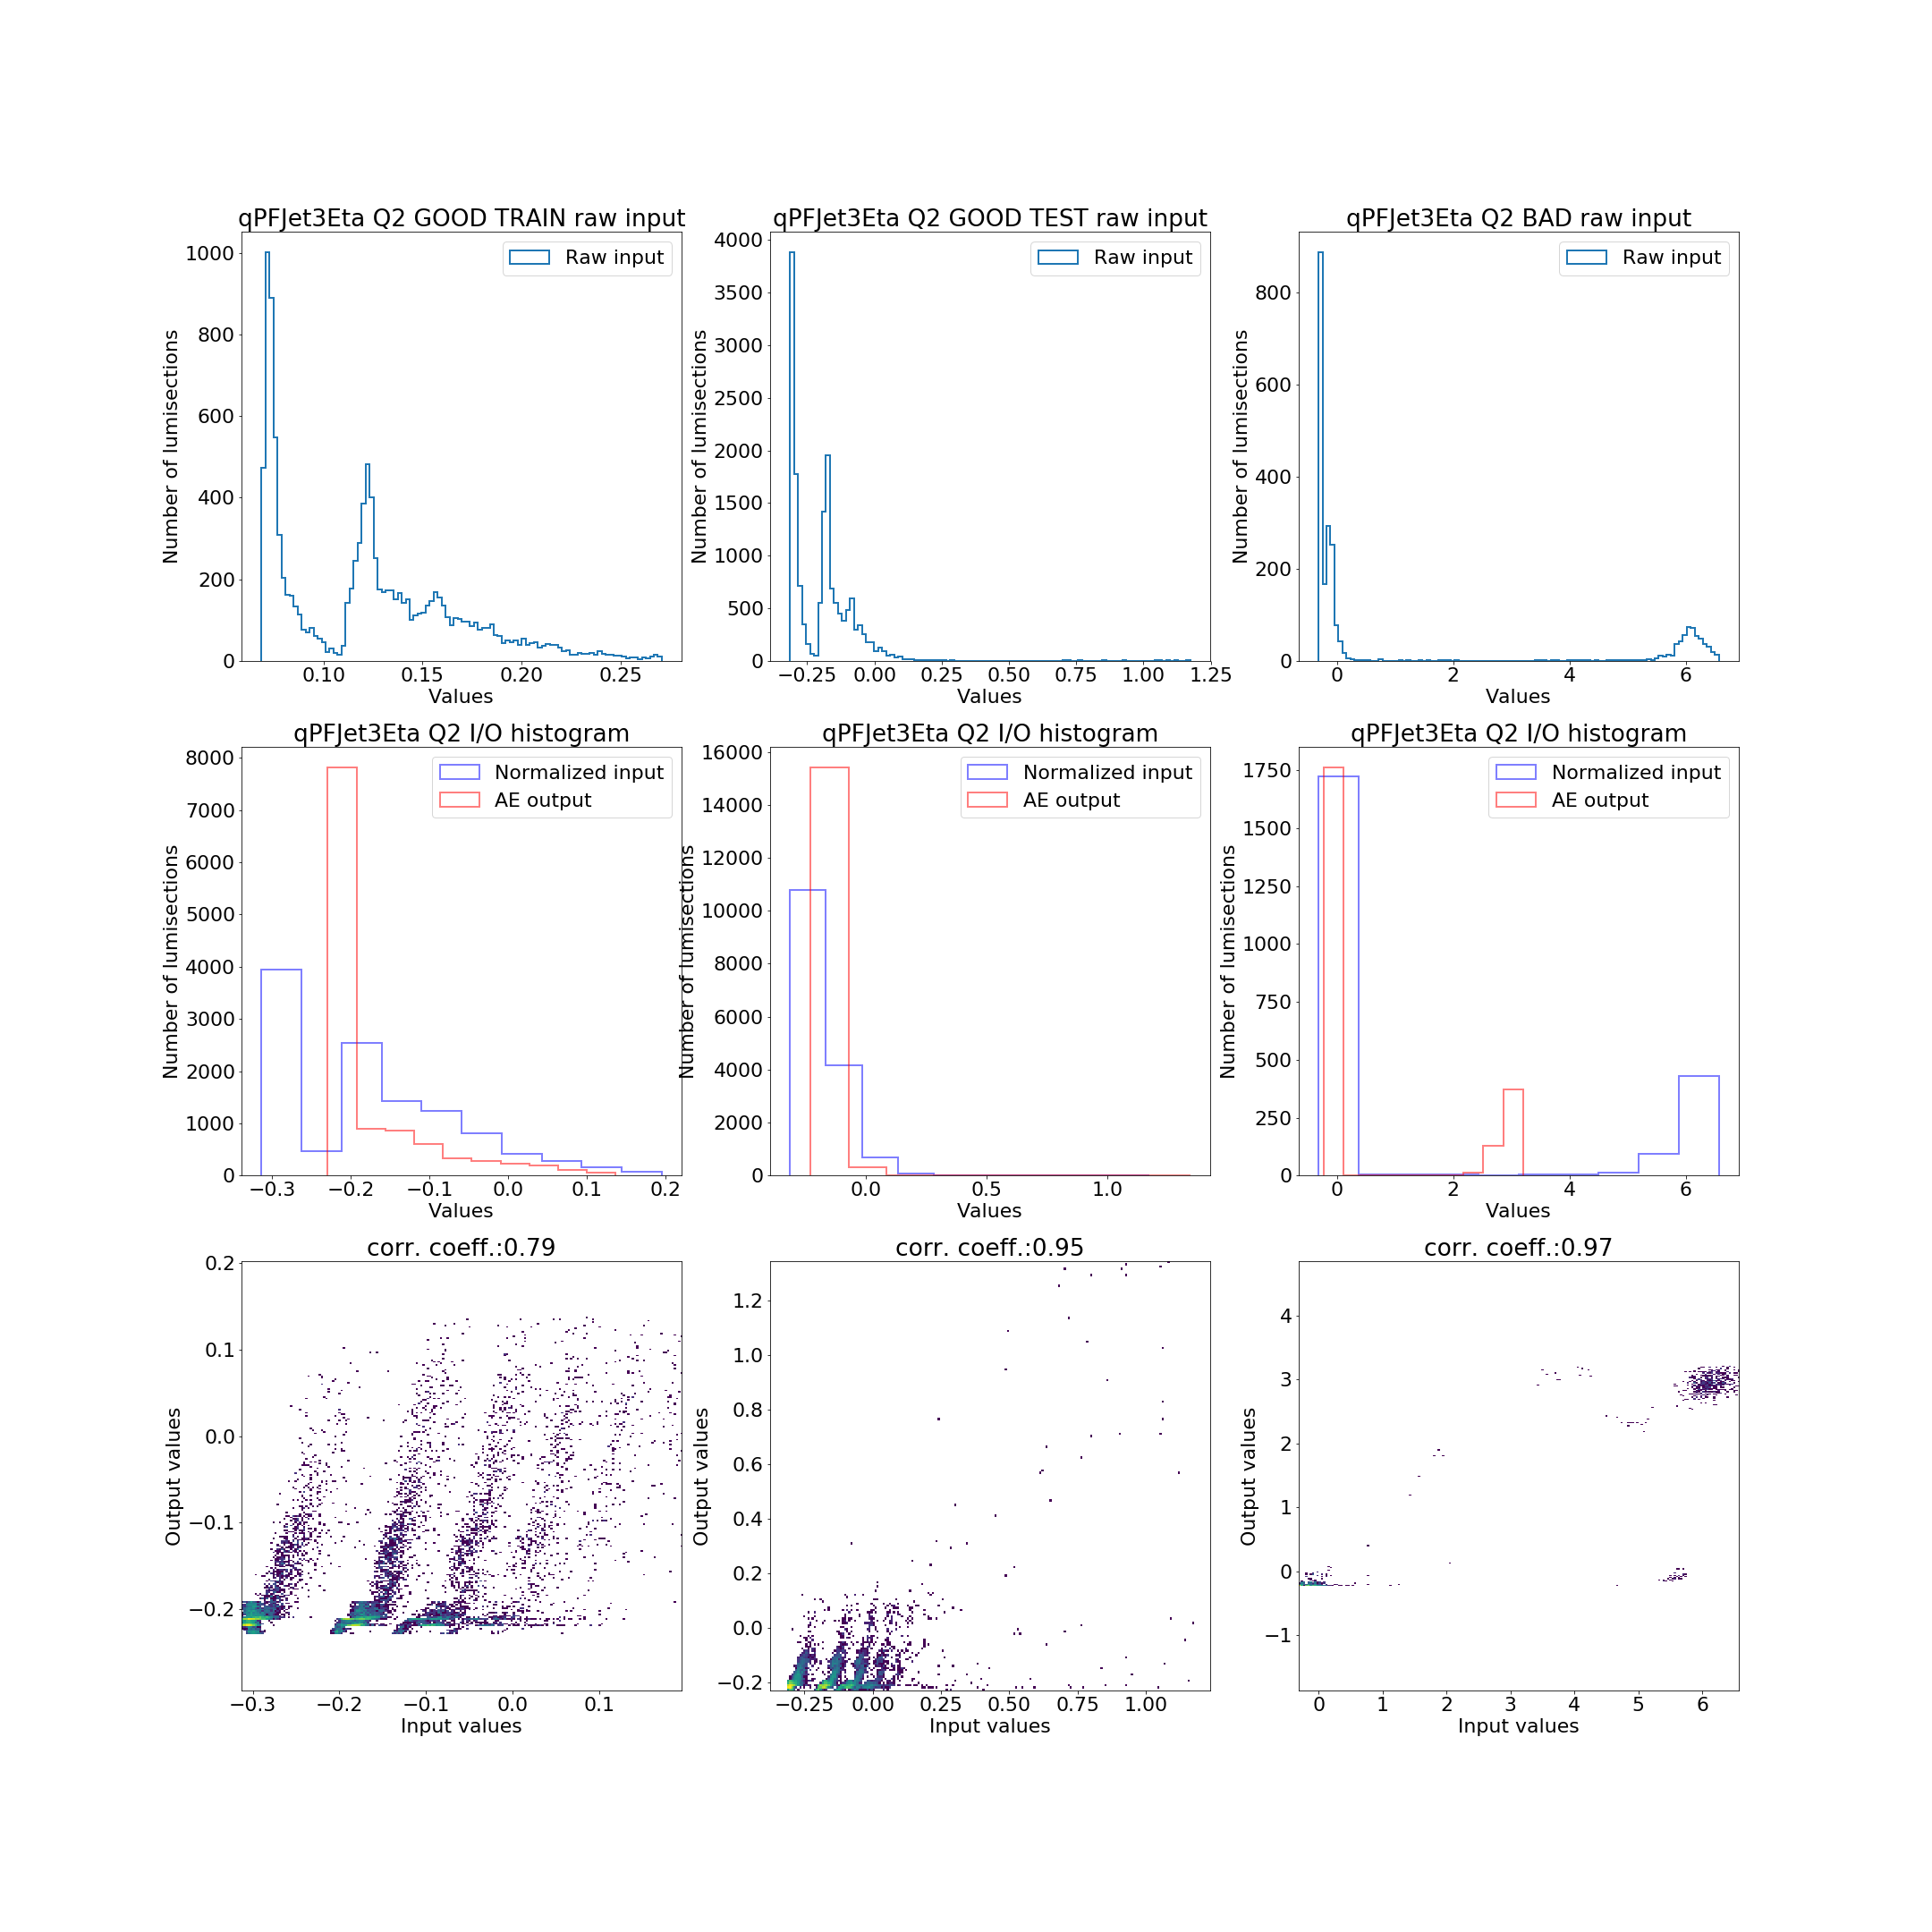 qPFJet3Eta Q2 GOOD TRAIN raw input
Raw input
Number of lumisections
1000
800
600
400
200
0
0.10 0.15 0.20 0.25
Values
qPFJet3Eta Q2 GOOD TEST raw input
Raw input
Number of lumisections
4000
3500
3000
2500
2000
1500
1000
500
0
−0.25 0.00 0.25 0.50 0.75 1.00 1.25
Values
qPFJet3Eta Q2 BAD raw input
Raw input
Number of lumisections
800
600
400
200
0
0 2 4 6
Values
qPFJet3Eta Q2 I/O histogram
Normalized input
AE output
Number of lumisections
8000
7000
6000
5000
4000
3000
2000
1000
0
−0.3 −0.2 −0.1 0.0 0.1 0.2
Values
qPFJet3Eta Q2 I/O histogram
Normalized input
AE output
Number of lumisections
16000
14000
12000
10000
8000
6000
4000
2000
0
0.0 0.5 1.0
Values
qPFJet3Eta Q2 I/O histogram
Normalized input
AE output
Number of lumisections
1750
1500
1250
1000
750
500
250
0
0 2 4 6
Values
corr. coeff.:0.79
Output values
0.2
0.1
0.0
−0.1
−0.2
−0.3 −0.2 −0.1 0.0 0.1
Input values
corr. coeff.:0.95
Output values
1.2
1.0
0.8
0.6
0.4
0.2
0.0
−0.2
−0.25 0.00 0.25 0.50 0.75 1.00
Input values
corr. coeff.:0.97
Output values
4
3
2
1
0
−1
0 1 2 3 4 5 6
Input values